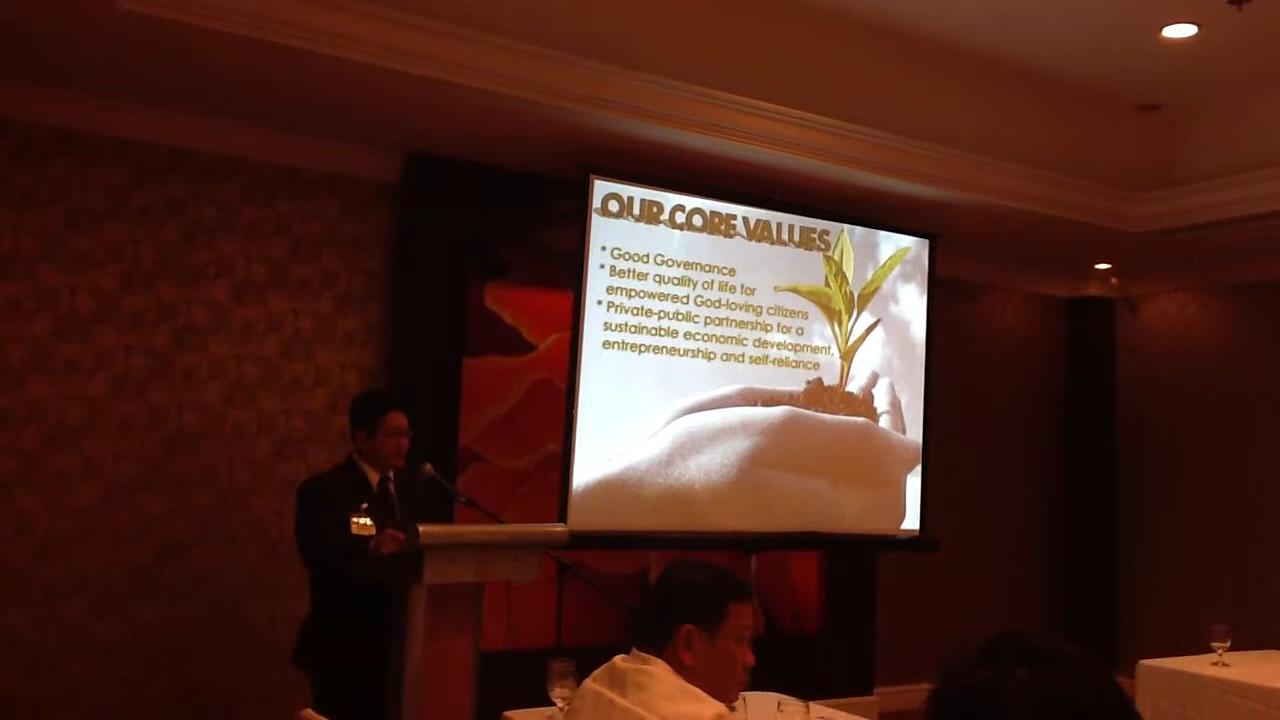 OUR CORE VALUES
* Good Governance
* Better quality of life for
empowered God-loving citizens
* Private-public partnership for a
sustainable economic development,
entrepreneurship and self-reliance